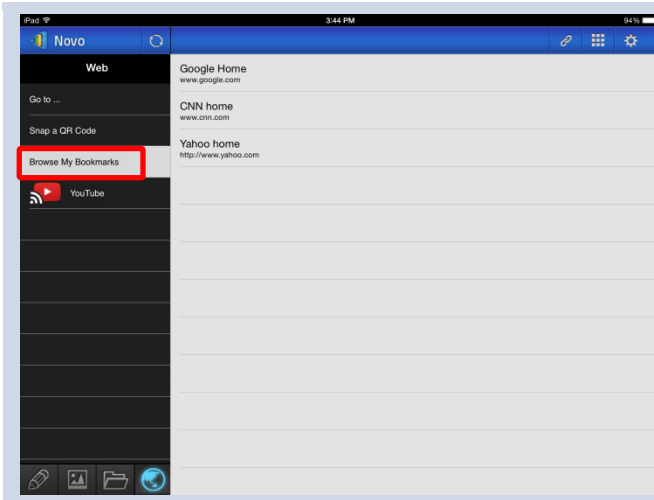 iPad 3:44 PM 94%
Novo
Web
Go to ...
Snap a QR Code
Browse My Bookmarks
YouTube
Google Home
www.google.com
CNN home
www.cnn.com
Yahoo home
http://www.yahoo.com